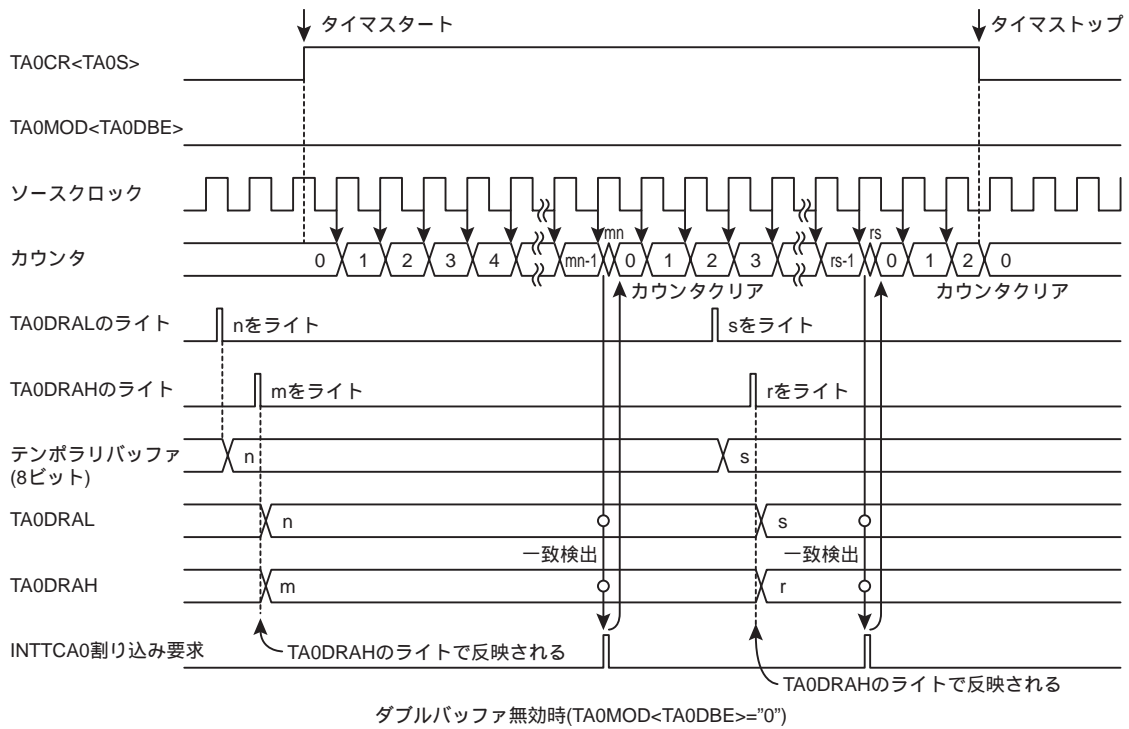 タイマスタート
タイマストップ
TA0CR<TA0S>
TA0MOD<TA0DBE>
ソースクロック
カウンタ
0 1 2 3 4 mn-1 mn 0 1 2 3 rs-1 rs 0 1 2 0
カウンタクリア
カウンタクリア
TA0DRALのライト
nをライト
sをライト
TA0DRAHのライト
mをライト
rをライト
テンポラリバッファ
(8ビット)
n
s
TA0DRAL
n
s
一致検出
一致検出
TA0DRAH
m
r
INTTCA0割り込み要求
TA0DRAHのライトで反映される
TA0DRAHのライトで反映される
ダブルバッファ無効時(TA0MOD<TA0DBE>=”0”)